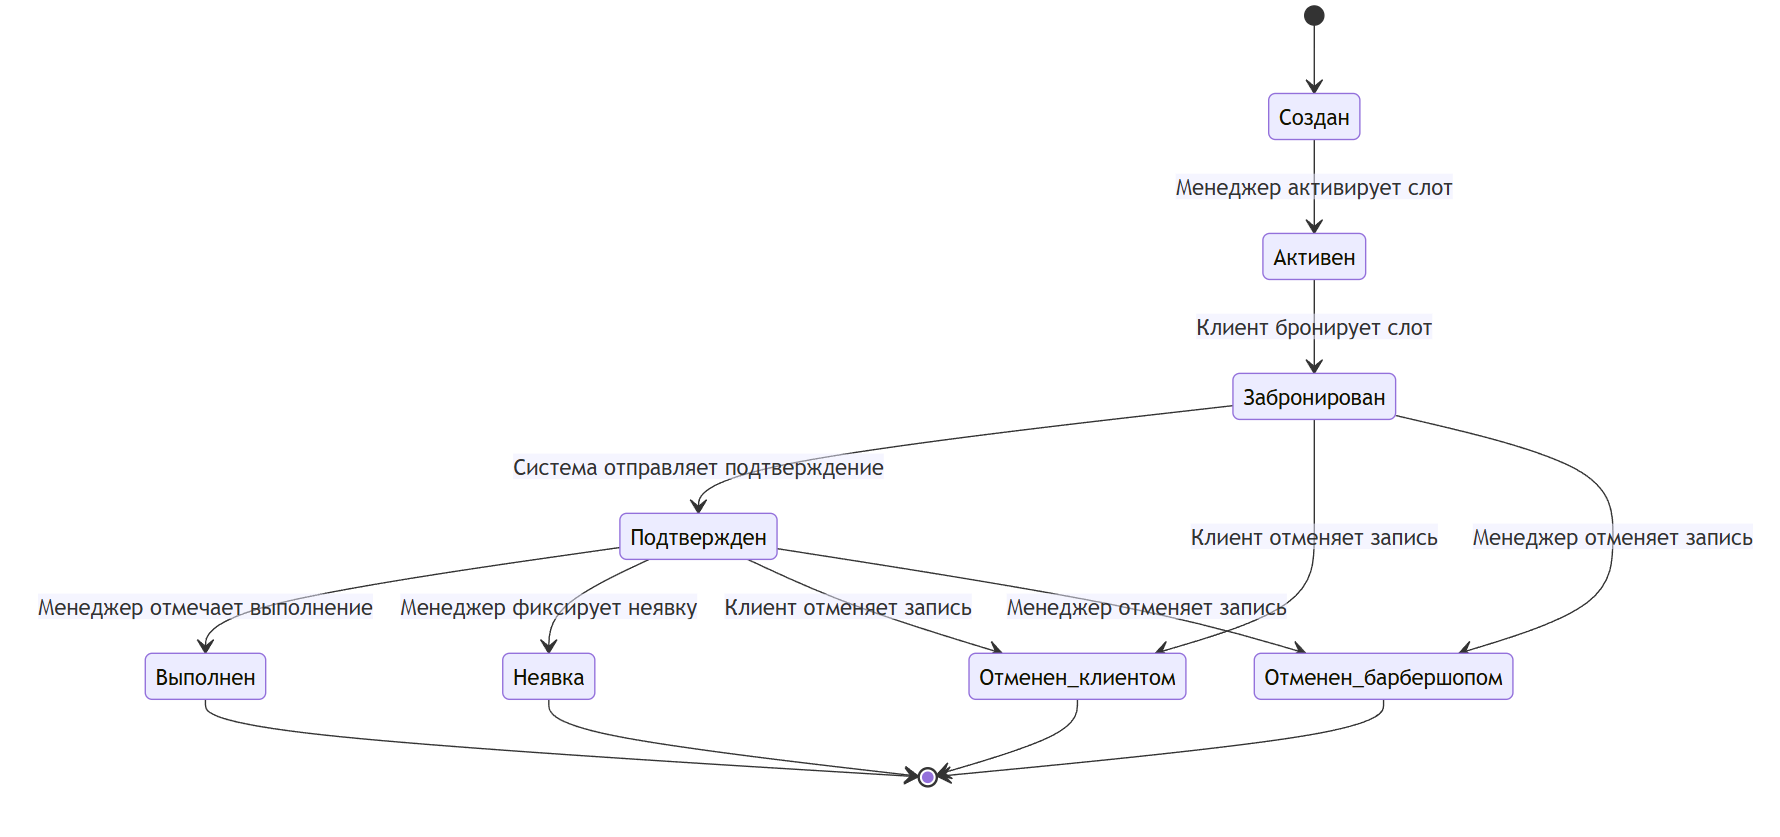 Создан
Менеджер активирует слот
Активен
Клиент бронирует слот
Забронирован
Система отправляет подтверждение
Подтвержден
Клиент отменяет запись
Менеджер отменяет запись
Менеджер отмечает выполнение
Менеджер фиксирует неявку
Клиент отменяет запись
Менеджер отменяет запись
Выполнен
Неявка
Отменен_клиентом
Отменен_барбершопом